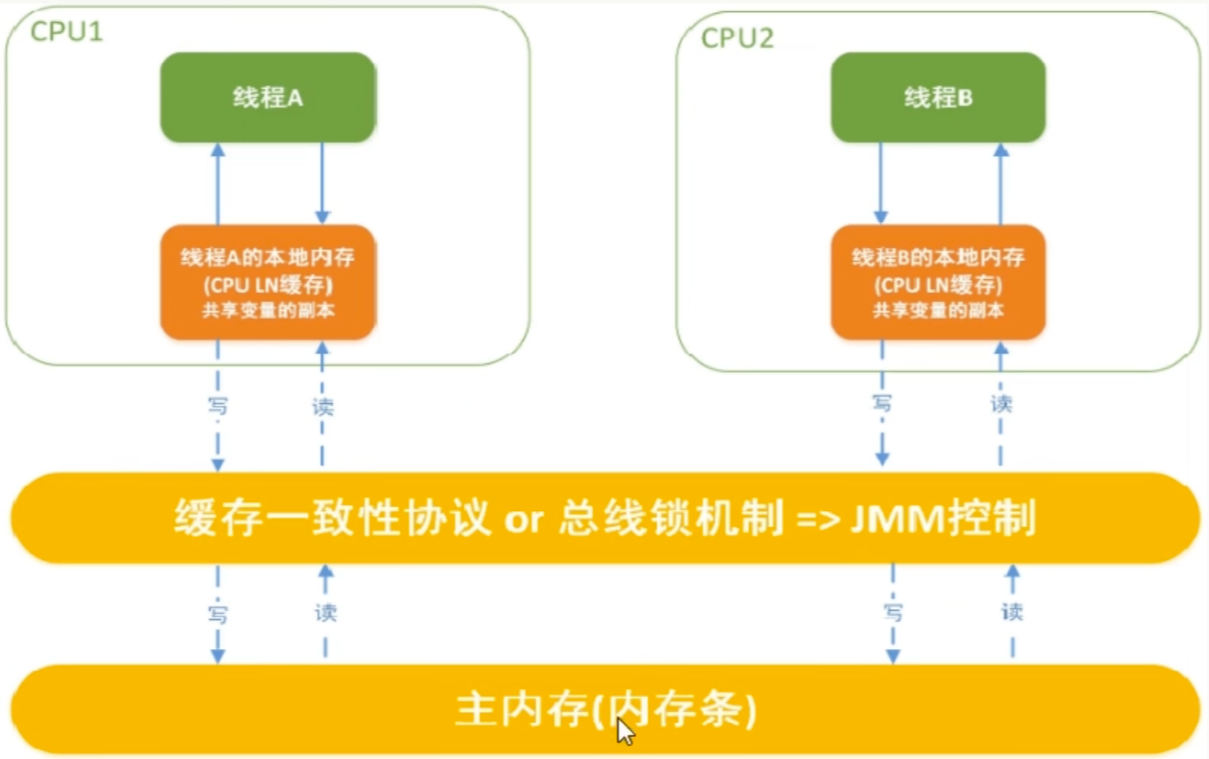 CPU1
CPU2
线程A
线程B
线程A的本地内存
(CPU LN缓存)
共享变量的副本
线程B的本地内存
(CPU LN缓存)
共享变量的副本
写
读
写
读
缓存一致性协议 or 总线锁机制 => JMM控制
写
读
写
读
主内存(内存条)